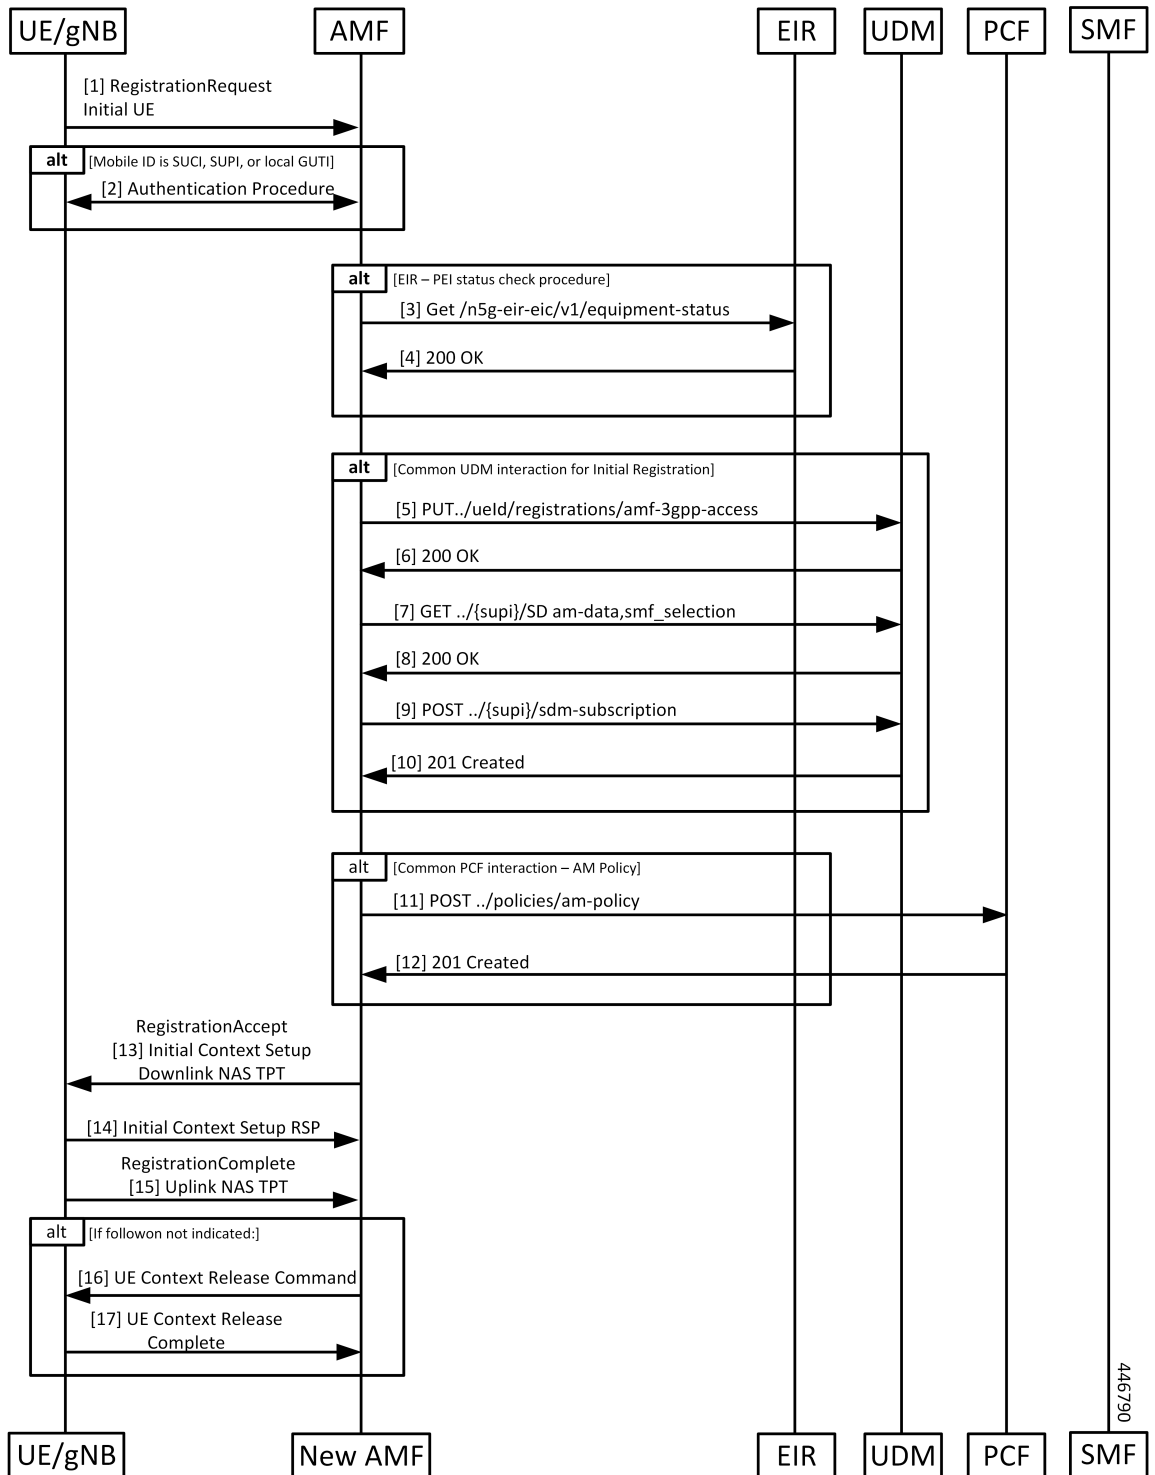 UE/gNB
AMF
EIR
UDM
PCF
SMF
[1] RegistrationRequest
Initial UE
alt
[Mobile ID is SUCI, SUPI, or local GUTI]
[2] Authentication Procedure
alt
[EIR – PEI status check procedure]
[3] Get /n5g-eir-eic/v1/equipment-status
[4] 200 OK
alt
[Common UDM interaction for Initial Registration]
[5] PUT../ueId/registrations/amf-3gpp-access
[6] 200 OK
[7] GET ../{supi}/SD am-data,smf_selection
[8] 200 OK
[9] POST ../{supi}/sdm-subscription
[10] 201 Created
alt
[Common PCF interaction – AM Policy]
[11] POST ../policies/am-policy
[12] 201 Created
RegistrationAccept
[13] Initial Context Setup
Downlink NAS TPT
[14] Initial Context Setup RSP
RegistrationComplete
[15] Uplink NAS TPT
alt
[If followon not indicated:]
[16] UE Context Release Command
[17] UE Context Release
Complete
446790
UE/gNB
New AMF
EIR
UDM
PCF
SMF